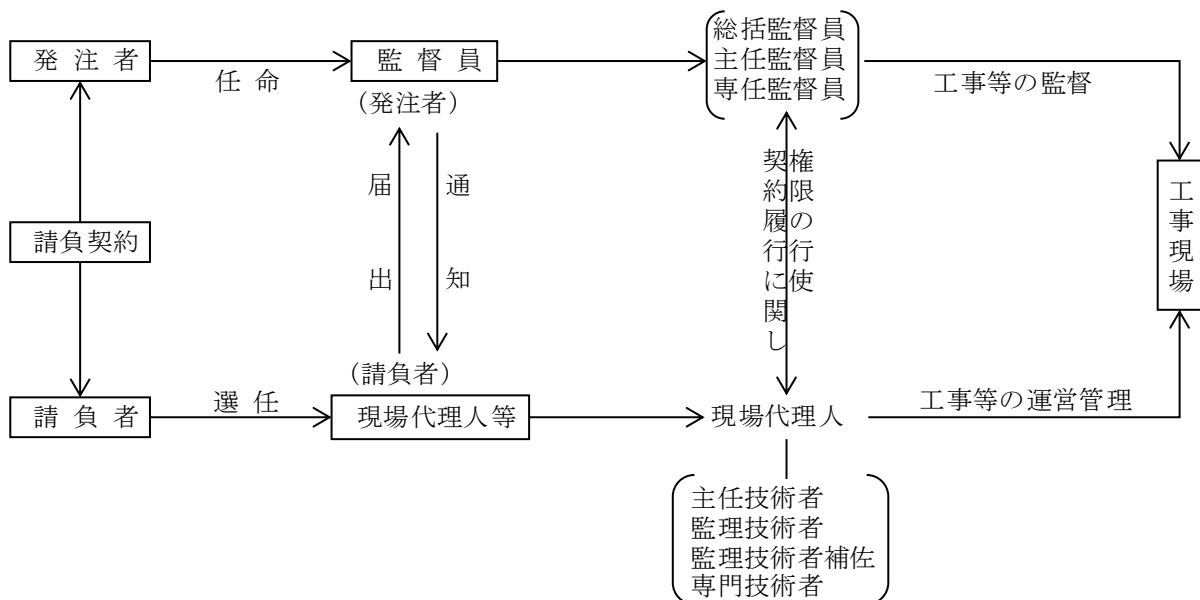 発注者
任命
監督員
(発注者)
総括監督員
主任監督員
専任監督員
工事等の監督
届出
通知
契約履行に関し
権限の行使
請負契約
工事現場
(請負者)
請負者
選任
現場代理人等
現場代理人
工事等の運営管理
主任技術者
監理技術者
監理技術者補佐
専門技術者